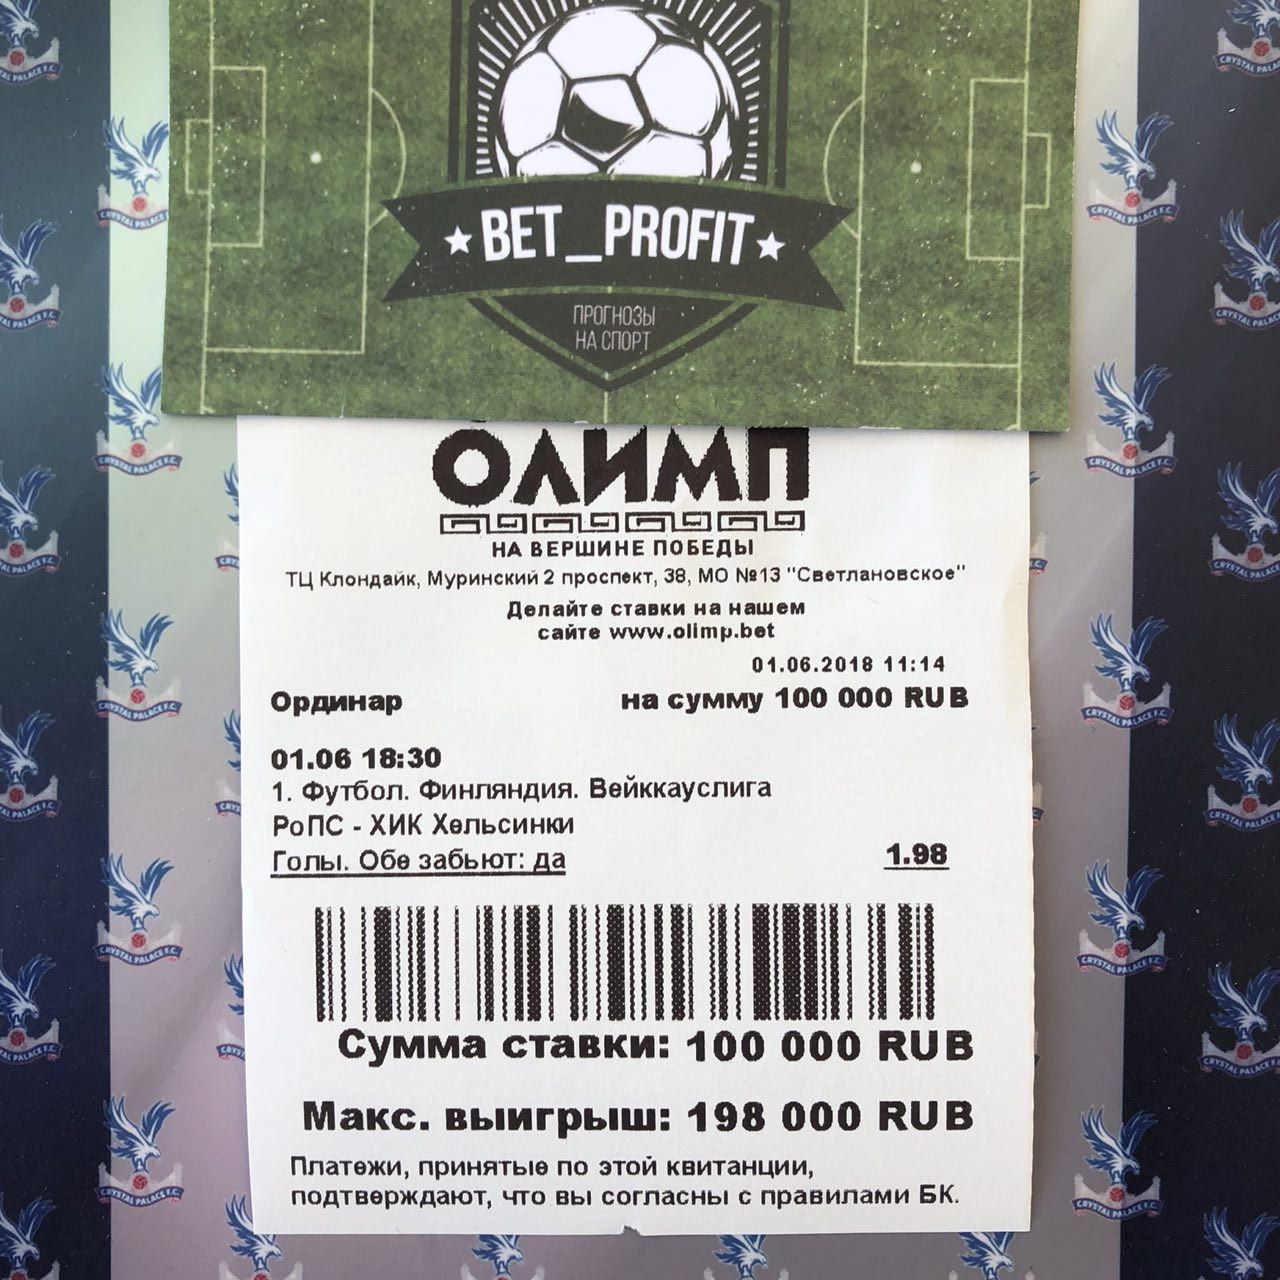 ★ BET_PROFIT ★
ПРОГНОЗЫ
НА СПОРТ
ОЛИМП
НА ВЕРШИНЕ ПОБЕДЫ
ТЦ Клондайк, Муринский 2 проспект, 38, МО №13 "Светлановское"
Делайте ставки на нашем
сайте www.olimp.bet
01.06.2018 11:14
Ординар на сумму 100 000 RUB
01.06 18:30
1. Футбол. Финляндия. Вейккауслига
РоПС - ХИК Хельсинки
Голы. Обе забьют: да 1.98
Сумма ставки: 100 000 RUB
Макс. выигрыш: 198 000 RUB
Платежи, принятые по этой квитанции,
подтверждают, что вы согласны с правилами БК.
CRYSTAL PALACE F.C.